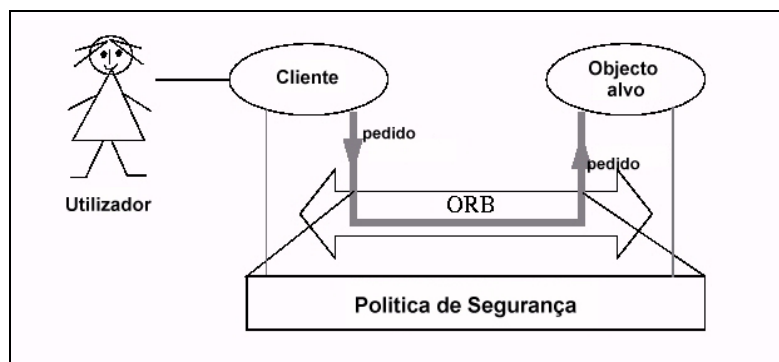 Cliente
Objecto
alvo
pedido
pedido
Utilizador
ORB
Politica de Segurança